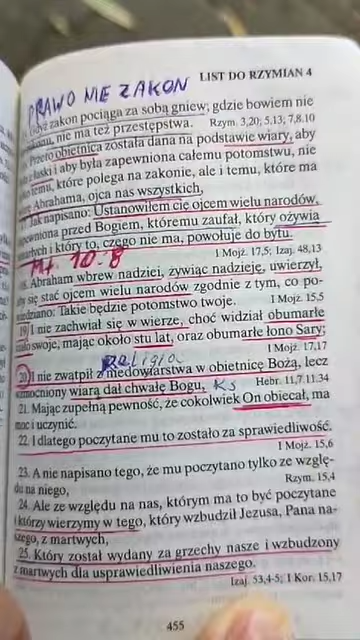 PRAWO NIE ZAKON
LIST DO RZYMIAN 4
Gdyż zakon pociąga za sobą gniew; gdzie bowiem nie
zakonu, nie ma też przestępstwa. Rzym. 3,20; 5,13; 7,8.10
Przeto obietnica została dana na podstawie wiary, aby
z łaski i aby była zapewniona całemu potomstwu, nie
temu, które polega na zakonie, ale i temu, które ma
Abrahama, ojca nas wszystkich,
Jak napisano: Ustanowiłem cię ojcem wielu narodów,
przed Bogiem, któremu zaufał, który ożywia
umarłych i który to, czego nie ma, powołuje do bytu.
I Mojż. 17,5; Izaj. 48,13
Mt. 10:8
18. Abraham wbrew nadziei, żywiąc nadzieję, uwierzył,
aby się stać ojcem wielu narodów zgodnie z tym, co po-
wiedziano: Takie będzie potomstwo twoje. I Mojż. 15,5
19. I nie zachwiał się w wierze, choć widział obumarłe
ciało swoje, mając około stu lat, oraz obumarłe łono Sary;
I Mojż. 17,17
Religia
20. I nie zwątpił z niedowiarstwa w obietnicę Bożą, lecz
wzmocniony wiarą dał chwałę Bogu, Ks Hebr. 11,7.11.34
21. Mając zupełną pewność, że cokolwiek On obiecał, ma
moc i uczynić.
22. I dlatego poczytane mu to zostało za sprawiedliwość.
I Mojż. 15,6
23. A nie napisano tego, że mu poczytano tylko ze wzglę-
du na niego,
Rzym. 15,4
24. Ale ze względu na nas, którym ma to być poczytane
i którzy wierzymy w tego, który wzbudził Jezusa, Pana na-
szego, z martwych,
25. Który został wydany za grzechy nasze i wzbudzony
z martwych dla usprawiedliwienia naszego.
Izaj. 53,4-5; I Kor. 15,17
455